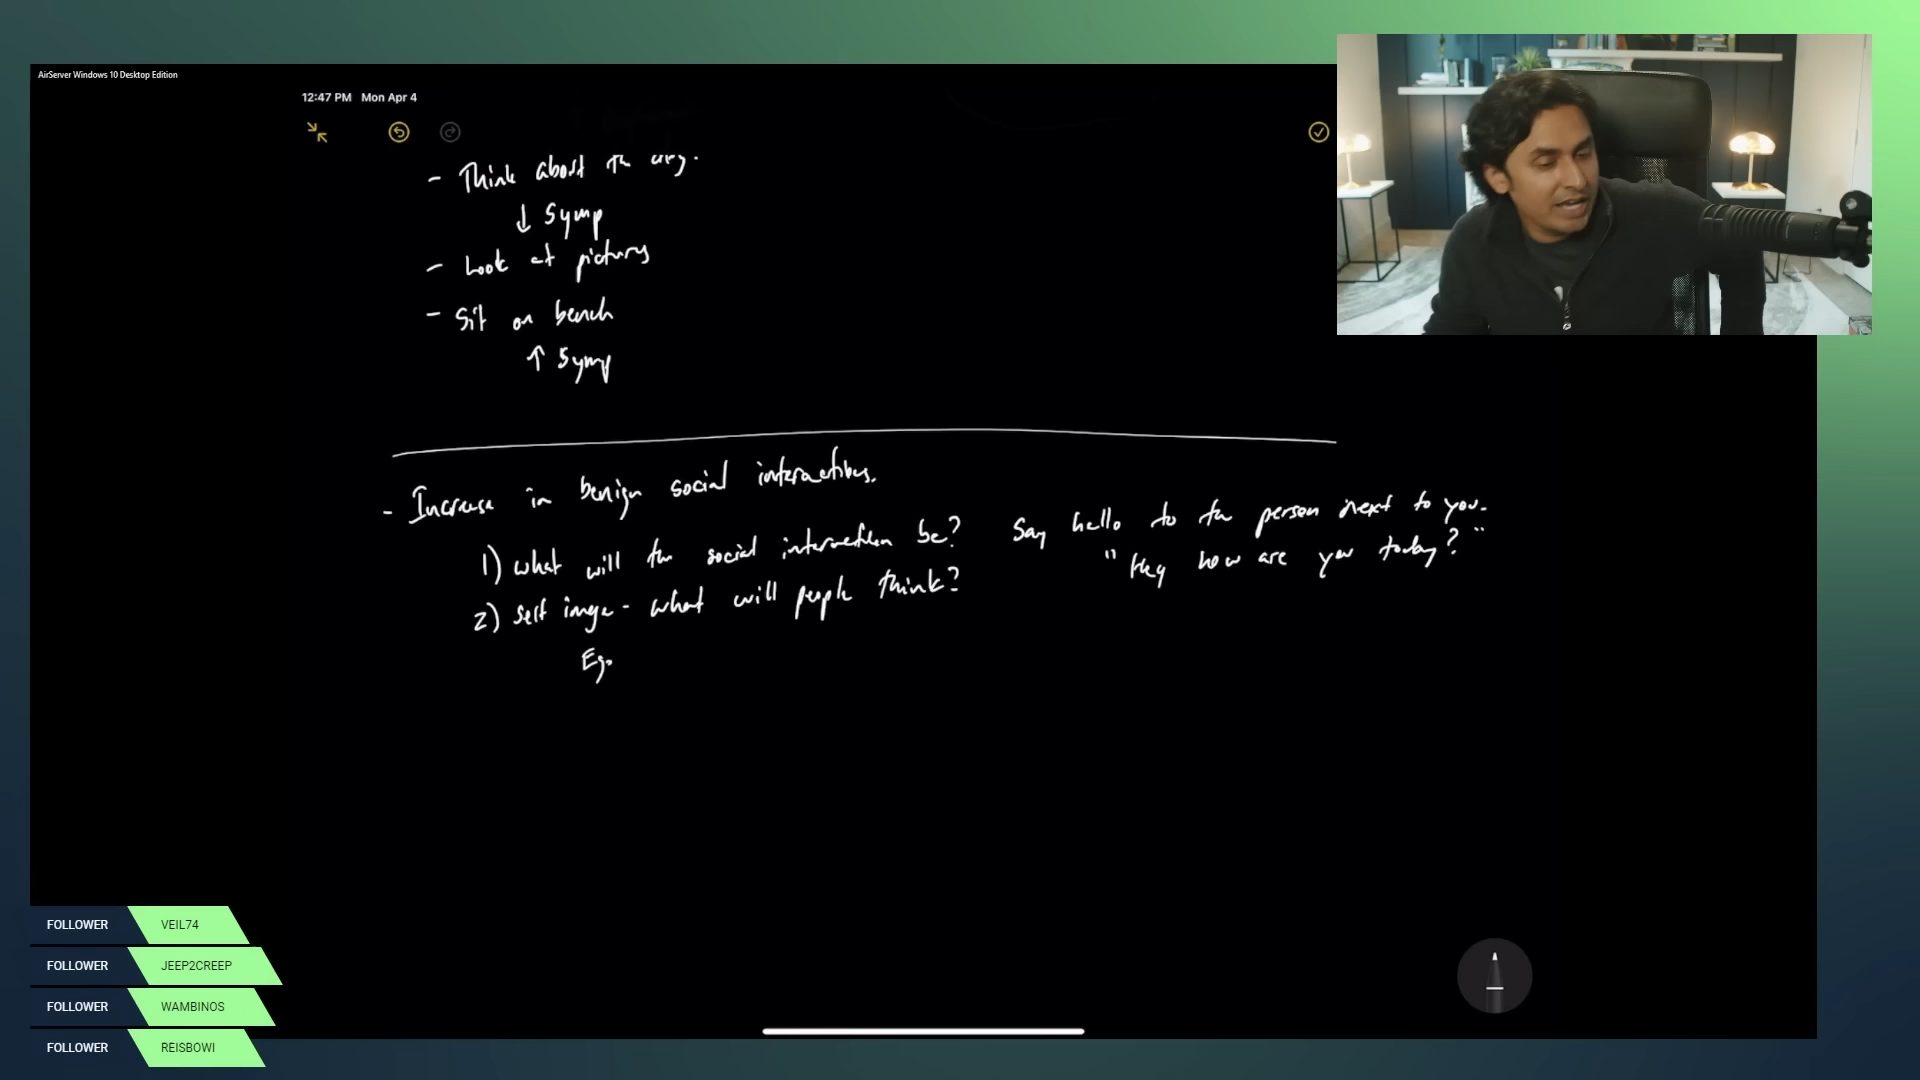 AirServer Windows 10 Desktop Edition
12:47 PM Mon Apr 4
- Think about the
↓ Symp
- Look at pictures
- Sit on bench
↑ Symp
- Increase in benign social interactions.
1) what will the social interaction be? Say hello to the person next to you.
"Hey how are you today?"
2) self image - what will people think?
Eg.
FOLLOWER VEIL74
FOLLOWER JEEP2CREEP
FOLLOWER WAMBINOS
FOLLOWER REISBOWI